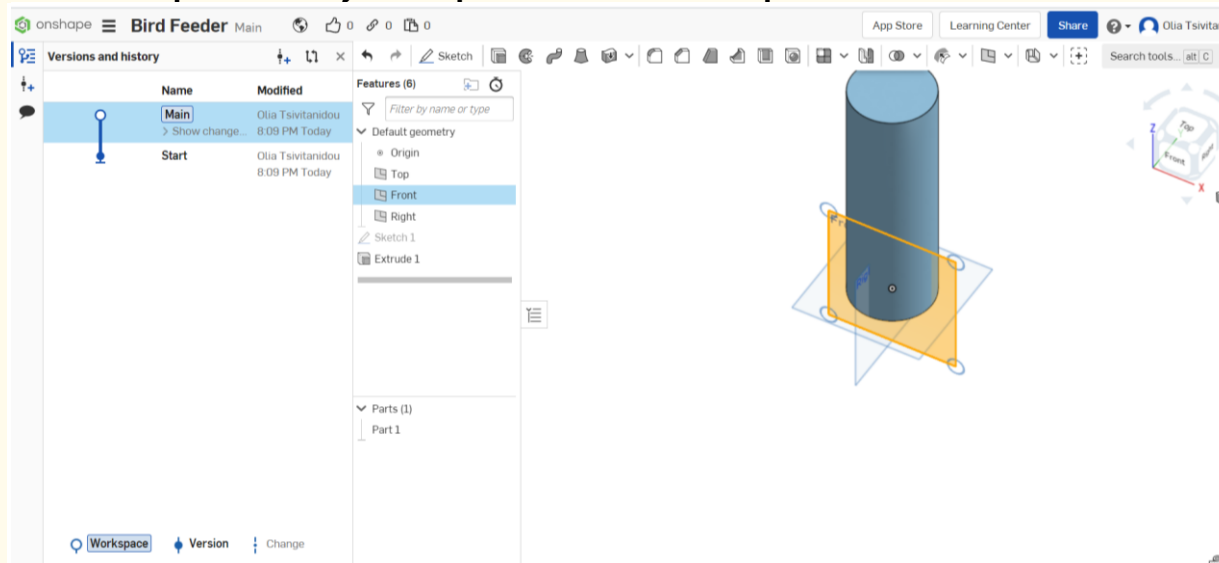 onshape Bird Feeder Main 0 0 0 App Store Learning Center Share Olia Tsivita
Versions and history
Sketch
Search tools... alt C
Name Modified
Main Olia Tsivitanidou
> Show change... 8:09 PM Today
Start Olia Tsivitanidou
8:09 PM Today
Workspace Version Change
Features (6)
Filter by name or type
Default geometry
Origin
Top
Front
Right
Sketch 1
Extrude 1
Parts (1)
Part 1
Z Top
Front Right
X